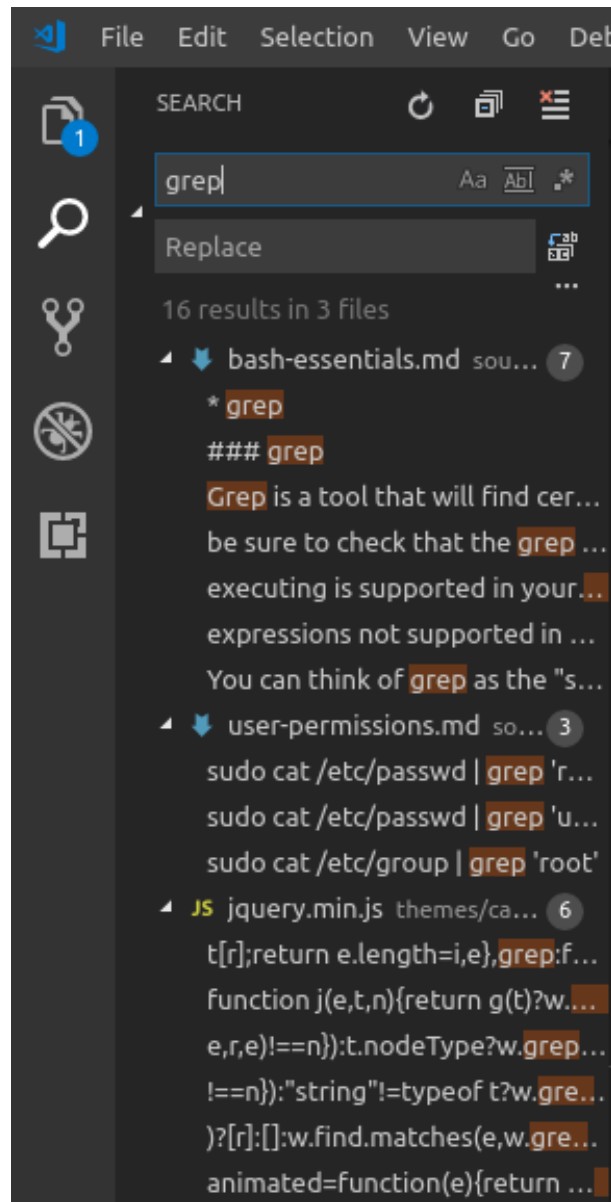 File Edit Selection View Go Deb
1
SEARCH
grep Aa Abl .*
Replace
16 results in 3 files
bash-essentials.md sou... 7
* grep
### grep
Grep is a tool that will find cer...
be sure to check that the grep ...
executing is supported in your...
expressions not supported in ...
You can think of grep as the "s...
user-permissions.md so... 3
sudo cat /etc/passwd | grep 'r...
sudo cat /etc/passwd | grep 'u...
sudo cat /etc/group | grep 'root'
JS jquery.min.js themes/ca... 6
t[r];return e.length=i,e},grep:f...
function j(e,t,n){return g(t)?w....
e,r,e)!==n}):t.nodeType?w.grep...
!==n}):"string"!=typeof t?w.gre...
)?[r]:[]:w.find.matches(e,w.gre...
animated=function(e){return ...